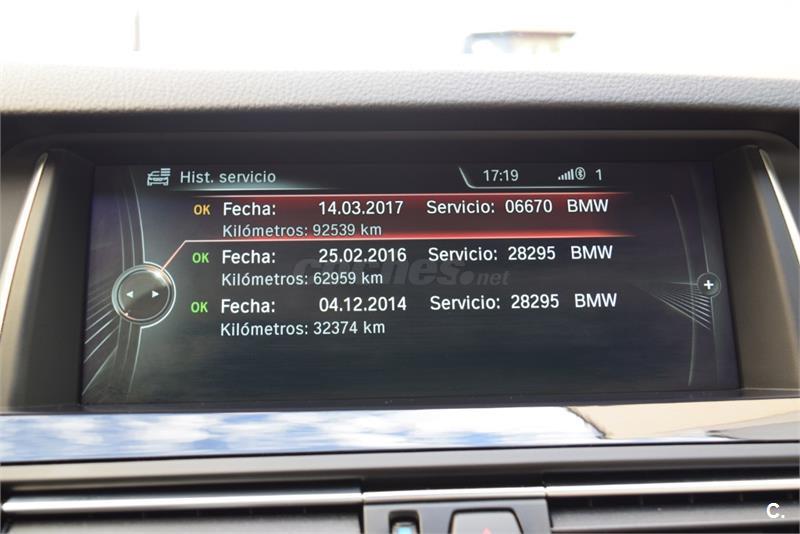 Hist. servicio 17:19 1
OK Fecha: 14.03.2017 Servicio: 06670 BMW
Kilómetros: 92539 km
OK Fecha: 25.02.2016 Servicio: 28295 BMW
Kilómetros: 62959 km
coches.net
OK Fecha: 04.12.2014 Servicio: 28295 BMW
Kilómetros: 32374 km
C.